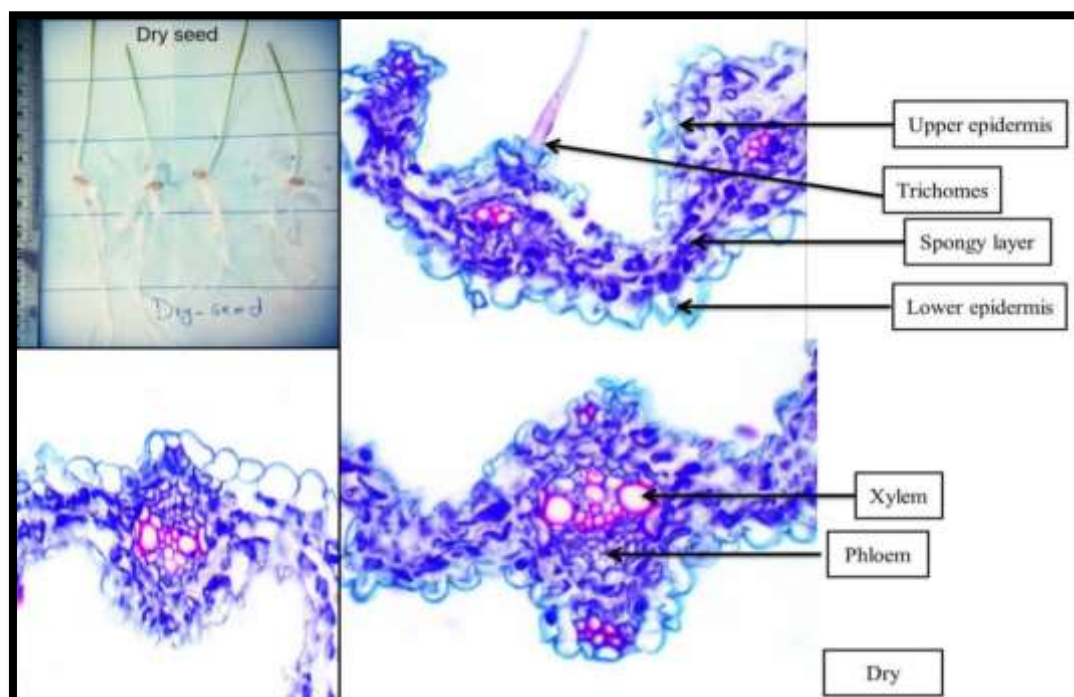 Dry seed
Dry-seed
Upper epidermis
Trichomes
Spongy layer
Lower epidermis
Xylem
Phloem
Dry